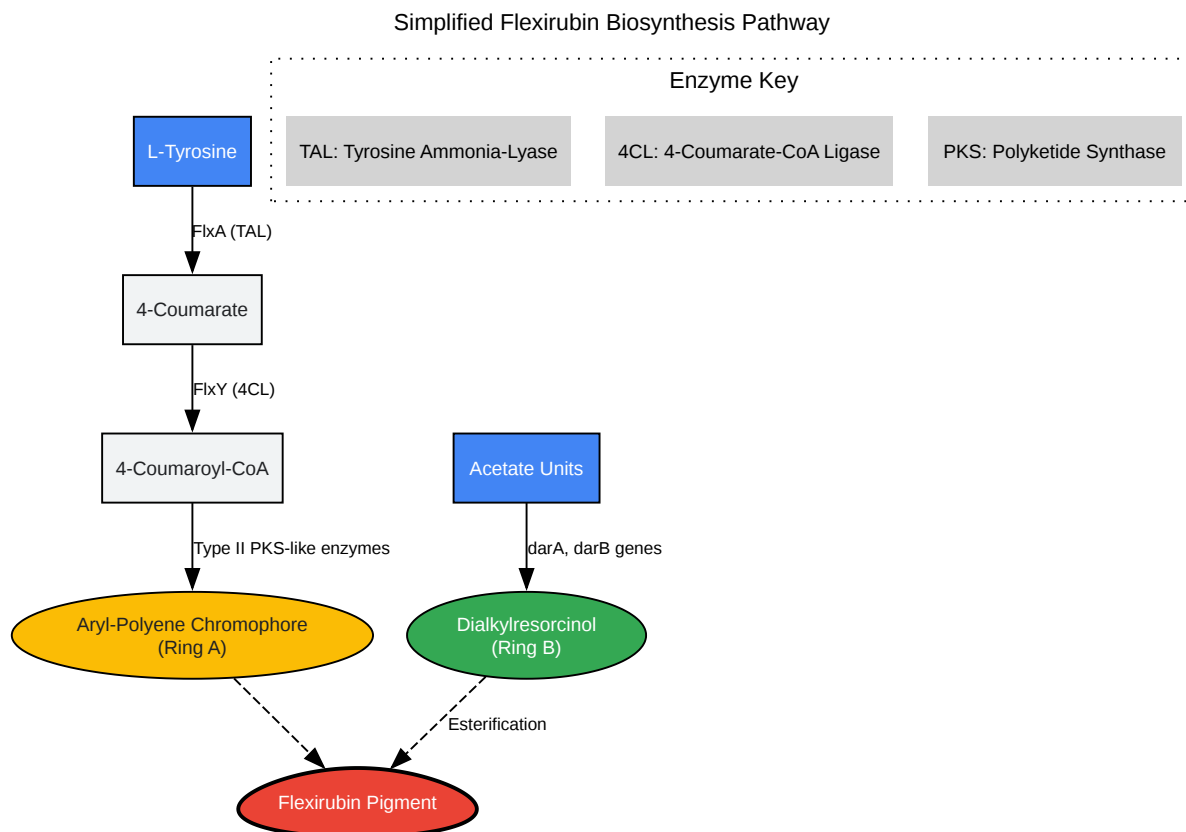 Simplified Flexirubin Biosynthesis Pathway
Enzyme Key
L-Tyrosine
TAL: Tyrosine Ammonia-Lyase
4CL: 4-Coumarate-CoA Ligase
PKS: Polyketide Synthase
FlxA (TAL)
4-Coumarate
FlxY (4CL)
4-Coumaroyl-CoA
Acetate Units
Type II PKS-like enzymes
darA, darB genes
Aryl-Polyene Chromophore
(Ring A)
Dialkylresorcinol
(Ring B)
Esterification
Flexirubin Pigment